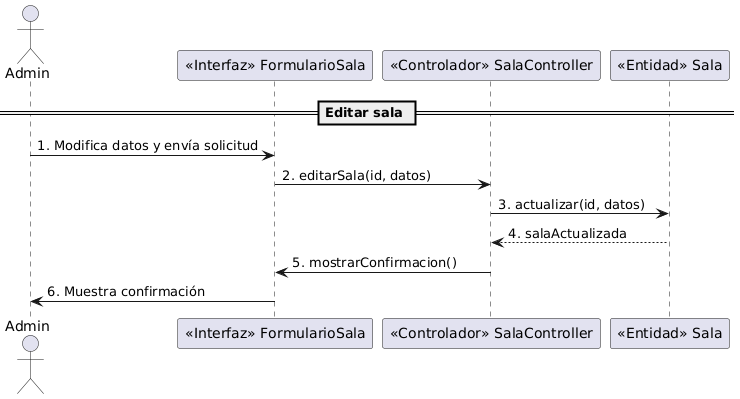 Admin
«Interfaz» FormularioSala
«Controlador» SalaController
«Entidad» Sala
Editar sala
1. Modifica datos y envía solicitud
2. editarSala(id, datos)
3. actualizar(id, datos)
4. salaActualizada
5. mostrarConfirmacion()
6. Muestra confirmación
Admin
«Interfaz» FormularioSala
«Controlador» SalaController
«Entidad» Sala